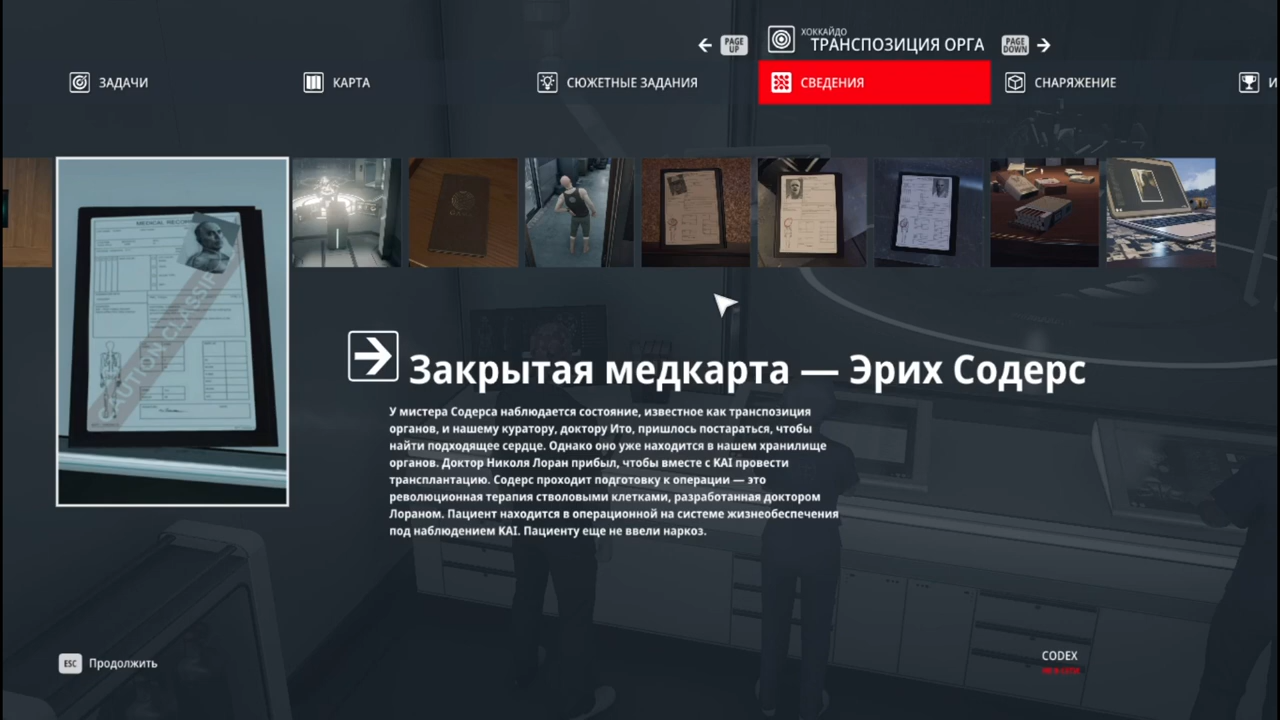 ХОККАЙДО
PAGE UP
ТРАНСПОЗИЦИЯ ОРГА
PAGE DOWN
ЗАДАЧИ
КАРТА
СЮЖЕТНЫЕ ЗАДАНИЯ
СВЕДЕНИЯ
СНАРЯЖЕНИЕ
И
Закрытая медкарта — Эрих Содерс
У мистера Содерса наблюдается состояние, известное как транспозиция
органов, и нашему куратору, доктору Ито, пришлось постараться, чтобы
найти подходящее сердце. Однако оно уже находится в нашем хранилище
органов. Доктор Николя Лоран прибыл, чтобы вместе с KAI провести
трансплантацию. Содерс проходит подготовку к операции — это
революционная терапия стволовыми клетками, разработанная доктором
Лораном. Пациент находится в операционной на системе жизнеобеспечения
под наблюдением KAI. Пациенту еще не ввели наркоз.
ESC Продолжить
CODEX